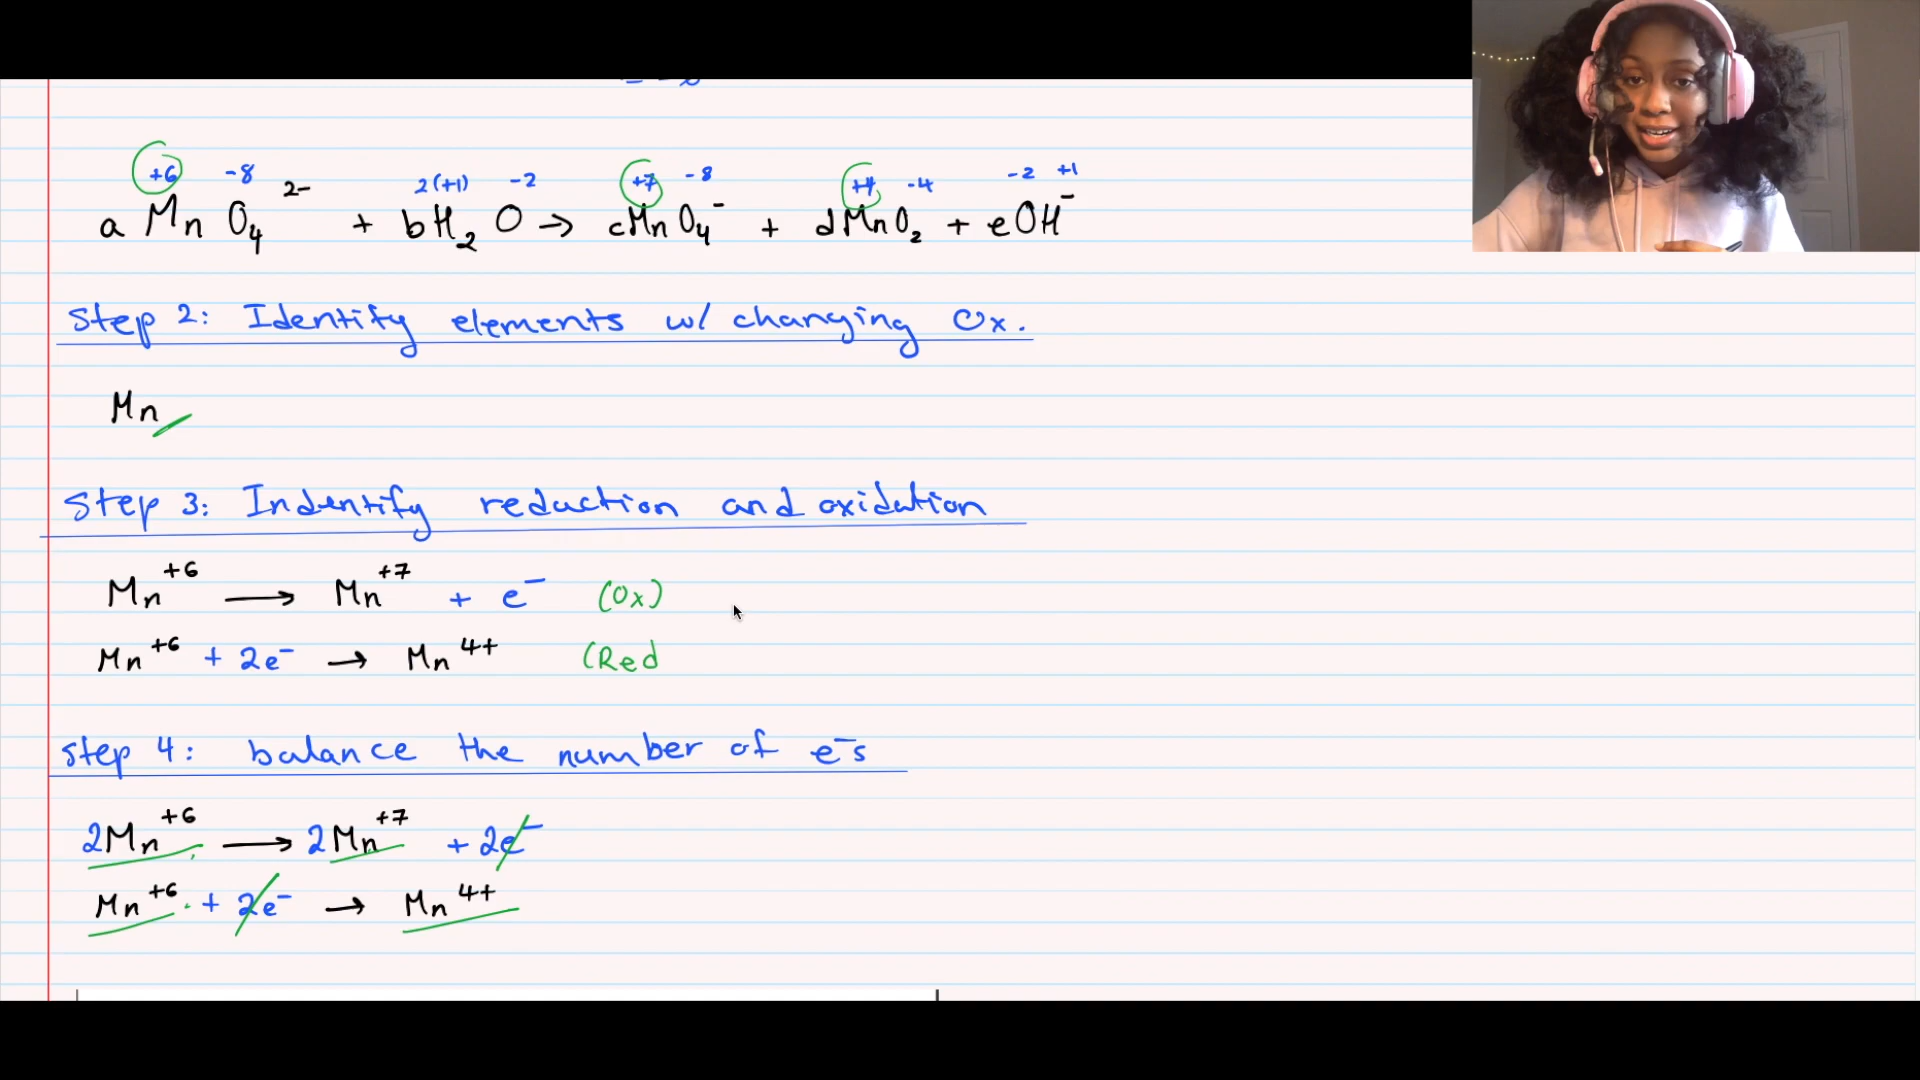 +6 -8 2- 2(+1) -2 +7 -8 +4 -4 -2 +1
a MnO₄ + bH₂O → cMnO₄⁻ + dMnO₂ + eOH⁻
Step 2: Identify elements w/ changing Ox.
Mn
Step 3: Indentify reduction and oxidation
Mn⁺⁶ → Mn⁺⁷ + e⁻ (Ox)
Mn⁺⁶ + 2e⁻ → Mn⁴⁺ (Red
Step 4: balance the number of e⁻s
2Mn⁺⁶ → 2Mn⁺⁷ + 2e⁻
Mn⁺⁶ + 2e⁻ → Mn⁴⁺